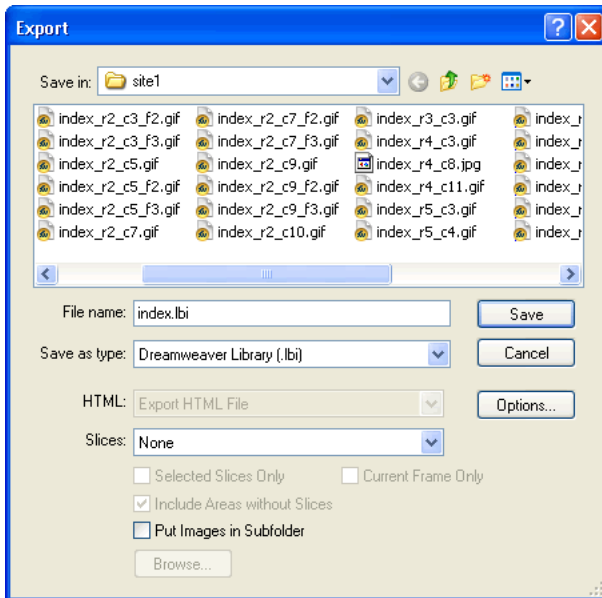 Export
Save in: site1
index_r2_c3_f2.gif index_r2_c7_f2.gif index_r3_c3.gif
index_r2_c3_f3.gif index_r2_c7_f3.gif index_r4_c3.gif
index_r2_c5.gif index_r2_c9.gif index_r4_c8.jpg
index_r2_c5_f2.gif index_r2_c9_f2.gif index_r4_c11.gif
index_r2_c5_f3.gif index_r2_c9_f3.gif index_r5_c3.gif
index_r2_c7.gif index_r2_c10.gif index_r5_c4.gif
File name: index.lbi Save
Save as type: Dreamweaver Library (.lbi) Cancel
HTML: Export HTML File Options...
Slices: None
Selected Slices Only Current Frame Only
Include Areas without Slices
Put Images in Subfolder
Browse...